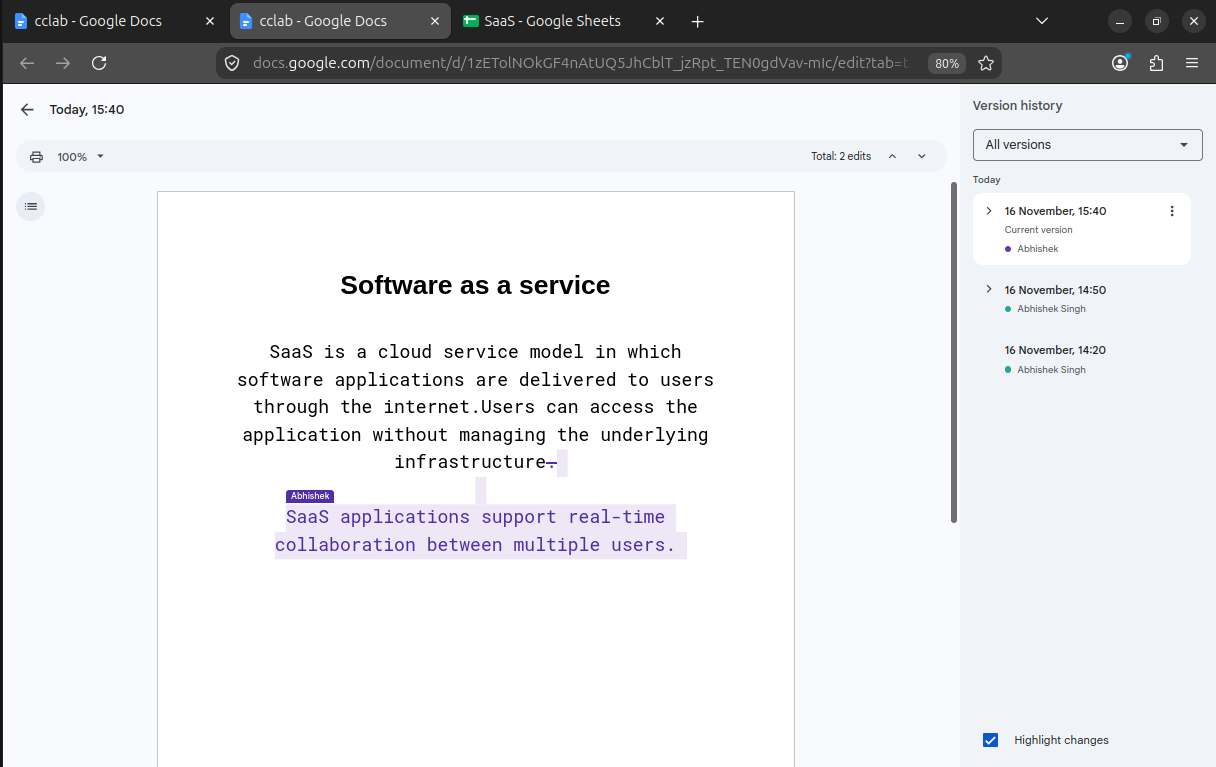 cclab - Google Docs
cclab - Google Docs
SaaS - Google Sheets
docs.google.com/document/d/1zETolNOkGF4nAtUQ5JhCblT_jzRpt_TEN0gdVav-mIc/edit?tab=t
80%
Today, 15:40
100%
Total: 2 edits
Software as a service
SaaS is a cloud service model in which
software applications are delivered to users
through the internet.Users can access the
application without managing the underlying
infrastructure.
Abhishek
SaaS applications support real-time
collaboration between multiple users.
Version history
All versions
Today
16 November, 15:40
Current version
Abhishek
16 November, 14:50
Abhishek Singh
16 November, 14:20
Abhishek Singh
Highlight changes